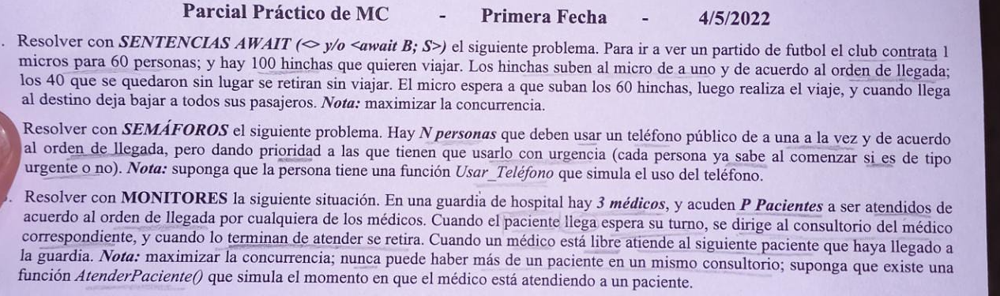 Parcial Práctico de MC - Primera Fecha - 4/5/2022
. Resolver con SENTENCIAS AWAIT (<> y/o <await B; S>) el siguiente problema. Para ir a ver un partido de futbol el club contrata 1
micros para 60 personas; y hay 100 hinchas que quieren viajar. Los hinchas suben al micro de a uno y de acuerdo al orden de llegada;
los 40 que se quedaron sin lugar se retiran sin viajar. El micro espera a que suban los 60 hinchas, luego realiza el viaje, y cuando llega
al destino deja bajar a todos sus pasajeros. Nota: maximizar la concurrencia.
Resolver con SEMÁFOROS el siguiente problema. Hay N personas que deben usar un teléfono público de a una a la vez y de acuerdo
al orden de llegada, pero dando prioridad a las que tienen que usarlo con urgencia (cada persona ya sabe al comenzar si es de tipo
urgente o no). Nota: suponga que la persona tiene una función Usar_Teléfono que simula el uso del teléfono.
. Resolver con MONITORES la siguiente situación. En una guardia de hospital hay 3 médicos, y acuden P Pacientes a ser atendidos de
acuerdo al orden de llegada por cualquiera de los médicos. Cuando el paciente llega espera su turno, se dirige al consultorio del médico
correspondiente, y cuando lo terminan de atender se retira. Cuando un médico está libre atiende al siguiente paciente que haya llegado a
la guardia. Nota: maximizar la concurrencia; nunca puede haber más de un paciente en un mismo consultorio; suponga que existe una
función AtenderPaciente() que simula el momento en que el médico está atendiendo a un paciente.